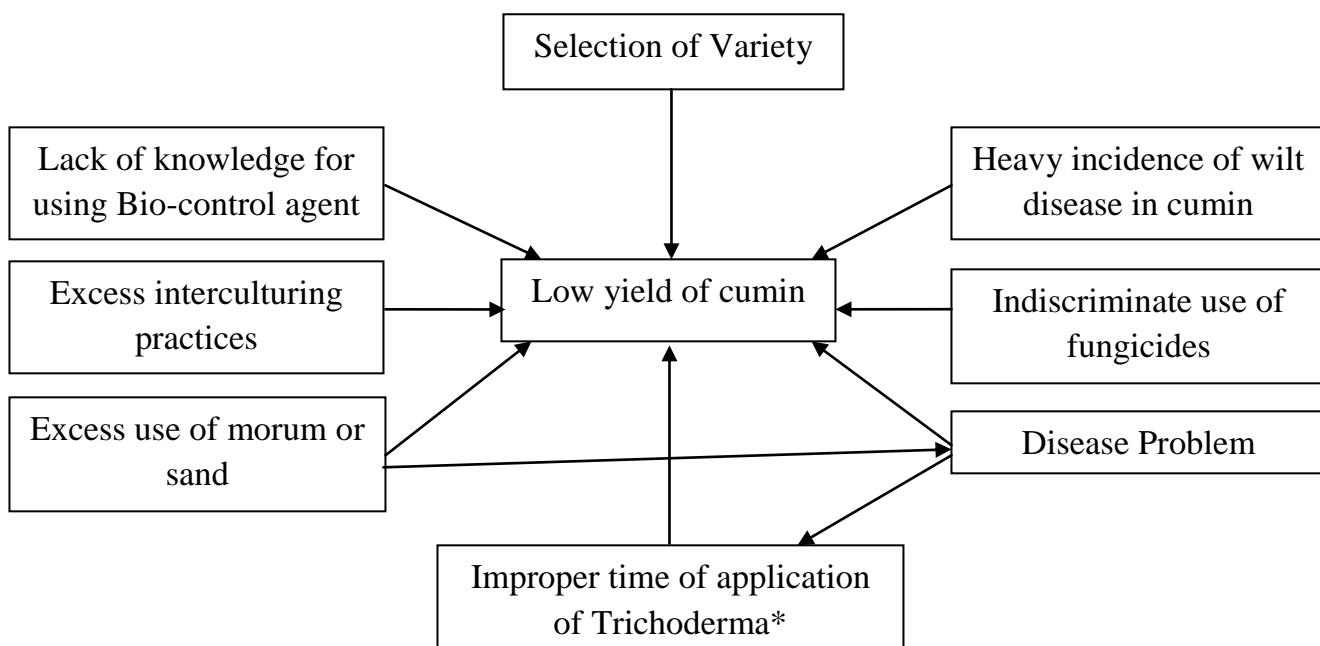 Selection of Variety
Lack of knowledge for
using Bio-control agent
Heavy incidence of wilt
disease in cumin
Excess interculturing
practices
Low yield of cumin
Indiscriminate use of
fungicides
Excess use of morum or
sand
Disease Problem
Improper time of application
of Trichoderma*